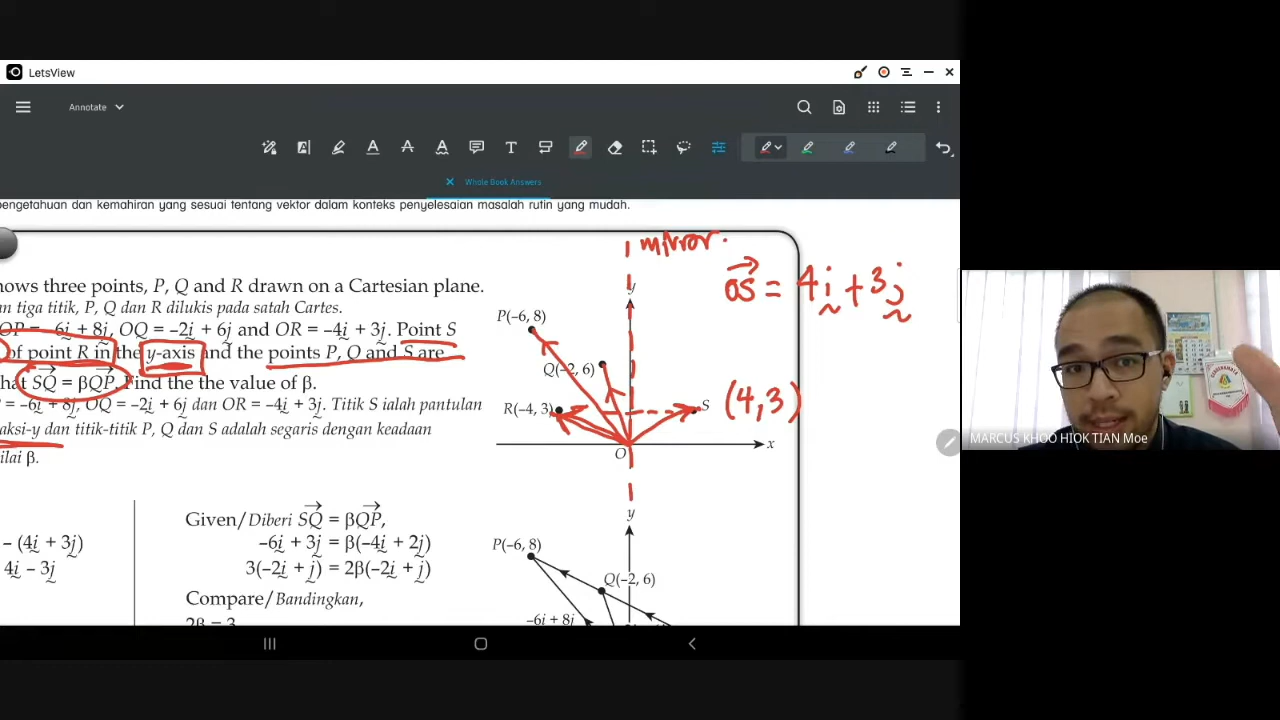 LetsView
Annotate
Whole Book Answers
pengetahuan dan kemahiran yang sesuai tentang vektor dalam konteks penyelesaian masalah rutin yang mudah.
mirror.
hows three points, P, Q and R drawn on a Cartesian plane.
an tiga titik, P, Q dan R dilukis pada satah Cartes.
OP = -6i + 8j, OQ = -2i + 6j and OR = -4i + 3j. Point S
of point R in the y-axis and the points P, Q and S are
hat SQ = βQP. Find the the value of β.
P = -6i + 8j, OQ = -2i + 6j dan OR = -4i + 3j. Titik S ialah pantulan
aksi-y dan titik-titik P, Q dan S adalah segaris dengan keadaan
ilai β.
y
P(-6, 8)
Q(-2, 6)
R(-4, 3)
S
O
x
OS = 4i + 3j
(4,3)
– (4i + 3j)
4i – 3j
Given/Diberi SQ = βQP,
-6i + 3j = β(-4i + 2j)
3(-2i + j) = 2β(-2i + j)
Compare/Bandingkan,
2β = 3
y
P(-6, 8)
Q(-2, 6)
-6i + 8j
MARCUS KHOO HIOK TIAN Moe